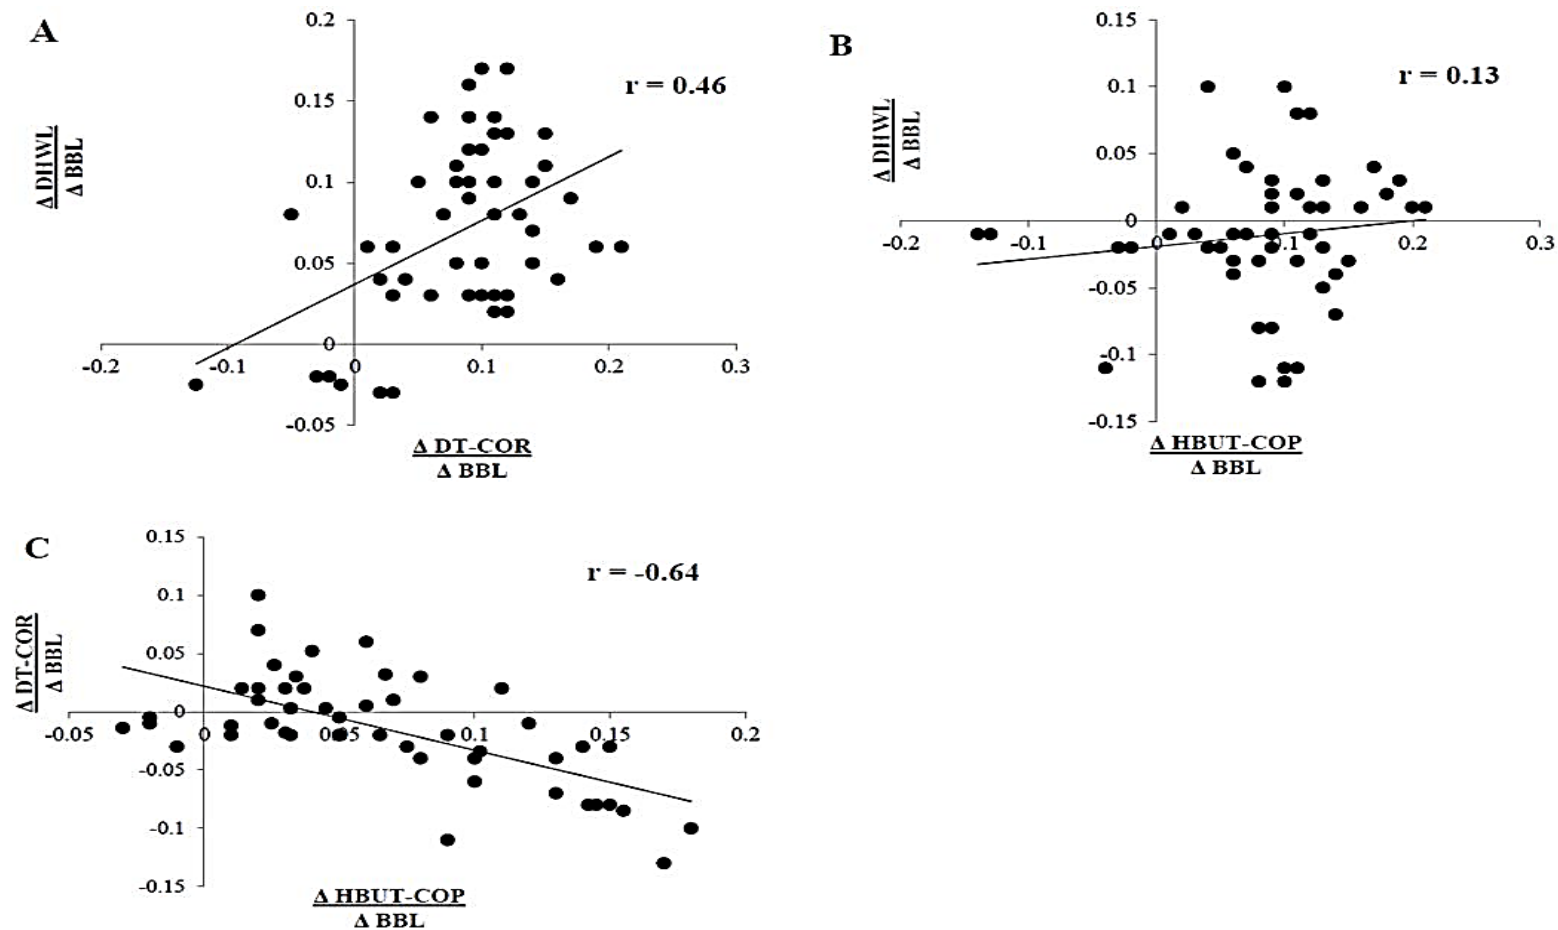 A
0.2
0.15
0.1
0.05
0
-0.05
-0.2
-0.1
0
0.1
0.2
0.3
r = 0.46
Δ DHWL
Δ BBL
Δ DT-COR
Δ BBL
B
0.15
0.1
0.05
0
-0.05
-0.1
-0.15
-0.2
-0.1
0
0.1
0.2
0.3
r = 0.13
Δ DHWL
Δ BBL
Δ HBUT-COP
Δ BBL
C
0.15
0.1
0.05
0
-0.05
-0.1
-0.15
-0.05
0
0.05
0.1
0.15
0.2
r = -0.64
Δ DT-COR
Δ BBL
Δ HBUT-COP
Δ BBL